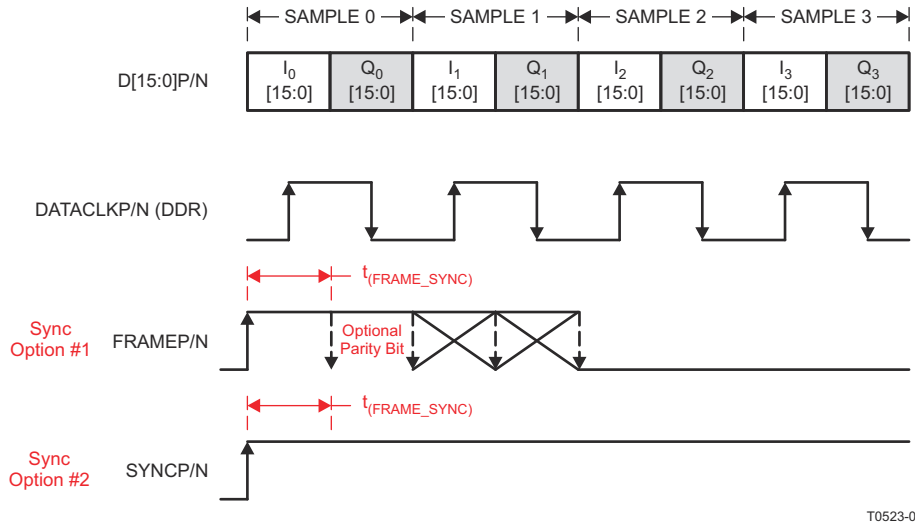 SAMPLE 0 SAMPLE 1 SAMPLE 2 SAMPLE 3
D[15:0]P/N
I0 [15:0]
Q0 [15:0]
I1 [15:0]
Q1 [15:0]
I2 [15:0]
Q2 [15:0]
I3 [15:0]
Q3 [15:0]
DATACLKP/N (DDR)
t(FRAME_SYNC)
Sync
Option #1
FRAMEP/N
Optional
Parity Bit
t(FRAME_SYNC)
Sync
Option #2
SYNCP/N
T0523-0